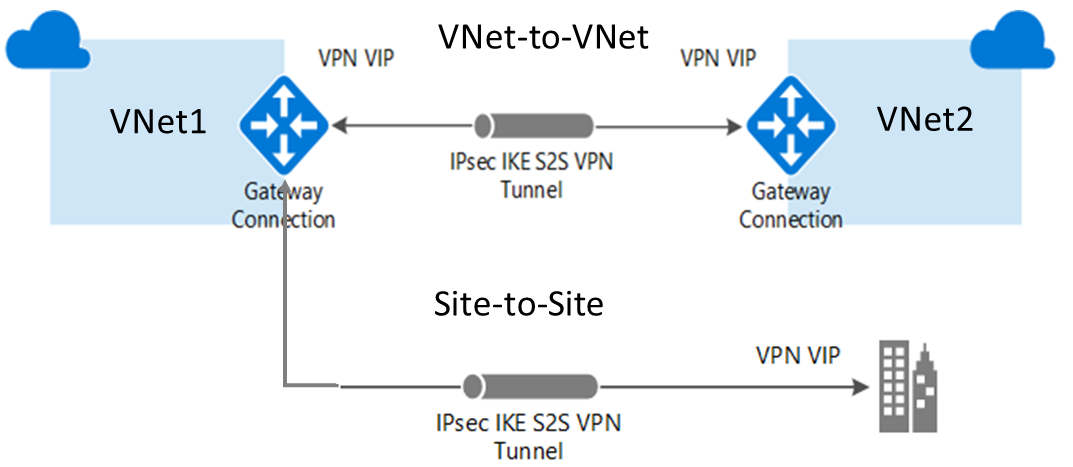 VNet-to-VNet
VPN VIP
VPN VIP
VNet1
VNet2
IPsec IKE S2S VPN
Tunnel
Gateway
Connection
Gateway
Connection
Site-to-Site
VPN VIP
IPsec IKE S2S VPN
Tunnel